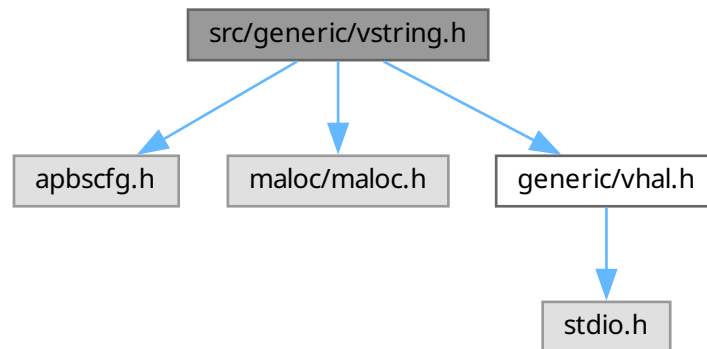 src/generic/vstring.h
apbscfg.h
maloc/maloc.h
generic/vhal.h
stdio.h